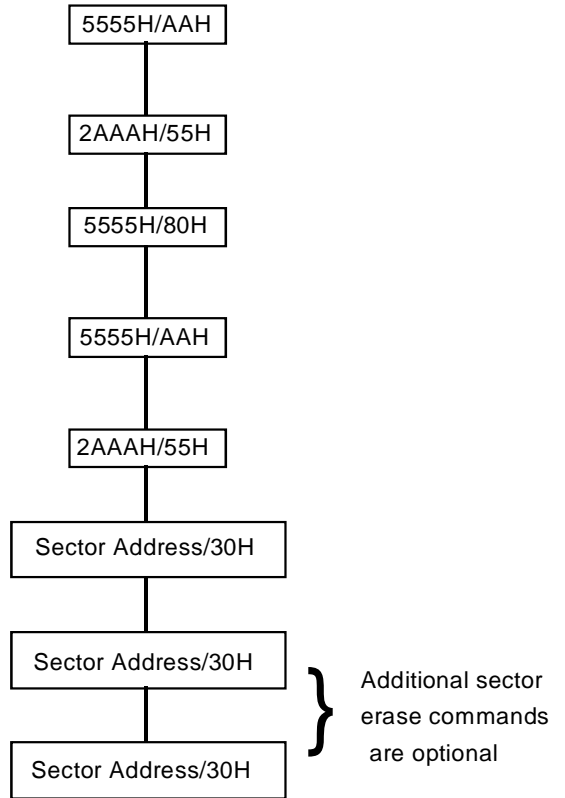 5555H/AAH
2AAAH/55H
5555H/80H
5555H/AAH
2AAAH/55H
Sector Address/30H
Sector Address/30H
Sector Address/30H
Additional sector
erase commands
are optional